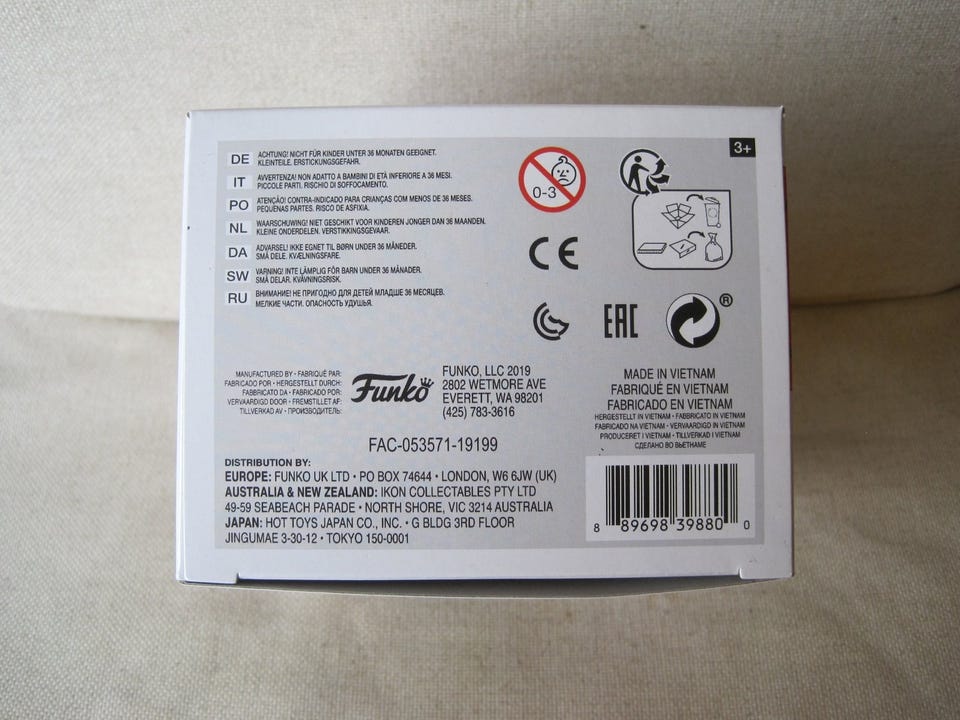 3+
DE ACHTUNG! NICHT FÜR KINDER UNTER 36 MONATEN GEEIGNET.
KLEINTEILE. ERSTICKUNGSGEFAHR.
IT AVVERTENZA! NON ADATTO A BAMBINI DI ETÀ INFERIORE A 36 MESI.
PICCOLE PARTI. RISCHIO DI SOFFOCAMENTO.
PO ATENÇÃO! CONTRA-INDICADO PARA CRIANÇAS COM MENOS DE 36 MESES.
PEQUENAS PARTES. RISCO DE ASFIXIA.
NL WAARSCHUWING! NIET GESCHIKT VOOR KINDEREN JONGER DAN 36 MAANDEN.
KLEINE ONDERDELEN. VERSTIKKINGSGEVAAR.
DA ADVARSEL! IKKE EGNET TIL BØRN UNDER 36 MÅNEDER.
SMÅ DELE. KVÆLNINGSFARE.
SW VARNING! INTE LÄMPLIG FÖR BARN UNDER 36 MÅNADER.
SMÅ DELAR. KVÄVNINGSRISK.
RU ВНИМАНИЕ! НЕ ПРИГОДНО ДЛЯ ДЕТЕЙ МЛАДШЕ 36 МЕСЯЦЕВ.
МЕЛКИЕ ЧАСТИ. ОПАСНОСТЬ УДУШЬЯ.
0-3
CE
EAC
®
MANUFACTURED BY • FABRIQUÉ PAR:
FABRICADO POR • HERGESTELLT DURCH:
FABBRICATO DA • FABRICADO POR:
VERVAARDIGD DOOR • FREMSTILLET AF:
TILLVERKAD AV • ПРОИЗВОДИТЕЛЬ:
Funko
FUNKO, LLC 2019
2802 WETMORE AVE
EVERETT, WA 98201
(425) 783-3616
MADE IN VIETNAM
FABRIQUÉ EN VIETNAM
FABRICADO EN VIETNAM
HERGESTELLT IN VIETNAM • FABBRICATO IN VIETNAM
FABRICADO NA VIETNAM • VERVAARDIGD IN VIETNAM
PRODUCERET I VIETNAM • TILLVERKAD I VIETNAM
СДЕЛАНО ВО ВЬЕТНАМЕ
FAC-053571-19199
DISTRIBUTION BY:
EUROPE: FUNKO UK LTD • PO BOX 74644 • LONDON, W6 6JW (UK)
AUSTRALIA & NEW ZEALAND: IKON COLLECTABLES PTY LTD
49-59 SEABEACH PARADE • NORTH SHORE, VIC 3214 AUSTRALIA
JAPAN: HOT TOYS JAPAN CO., INC. • G BLDG 3RD FLOOR
JINGUMAE 3-30-12 • TOKYO 150-0001
8 89698 39880 0